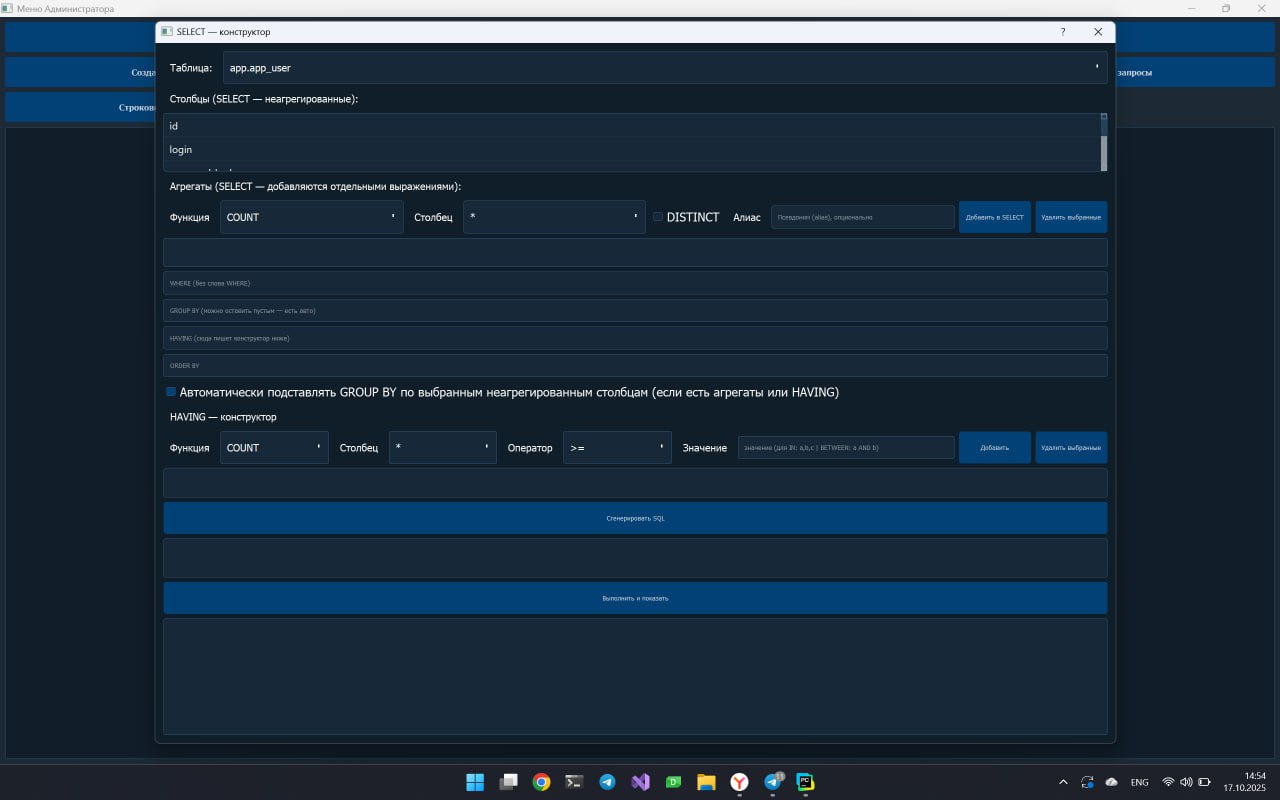 Меню Администратора
SELECT — конструктор
?
Созда
запросы
Строков
Таблица:
app.app_user
Столбцы (SELECT — неагрегированные):
id
login
Агрегаты (SELECT — добавляются отдельными выражениями):
Функция COUNT Столбец * DISTINCT Алиас Псевдоним (alias), опционально Добавить в SELECT Удалить выбранные
WHERE (без слова WHERE)
GROUP BY (можно оставить пустым — есть авто)
HAVING (сюда пишет конструктор ниже)
ORDER BY
Автоматически подставлять GROUP BY по выбранным неагрегированным столбцам (если есть агрегаты или HAVING)
HAVING — конструктор
Функция COUNT Столбец * Оператор >= Значение значение (для IN: a,b,c | BETWEEN: a AND b) Добавить Удалить выбранные
Сгенерировать SQL
Выполнить и показать
ENG
14:54
17.10.2025